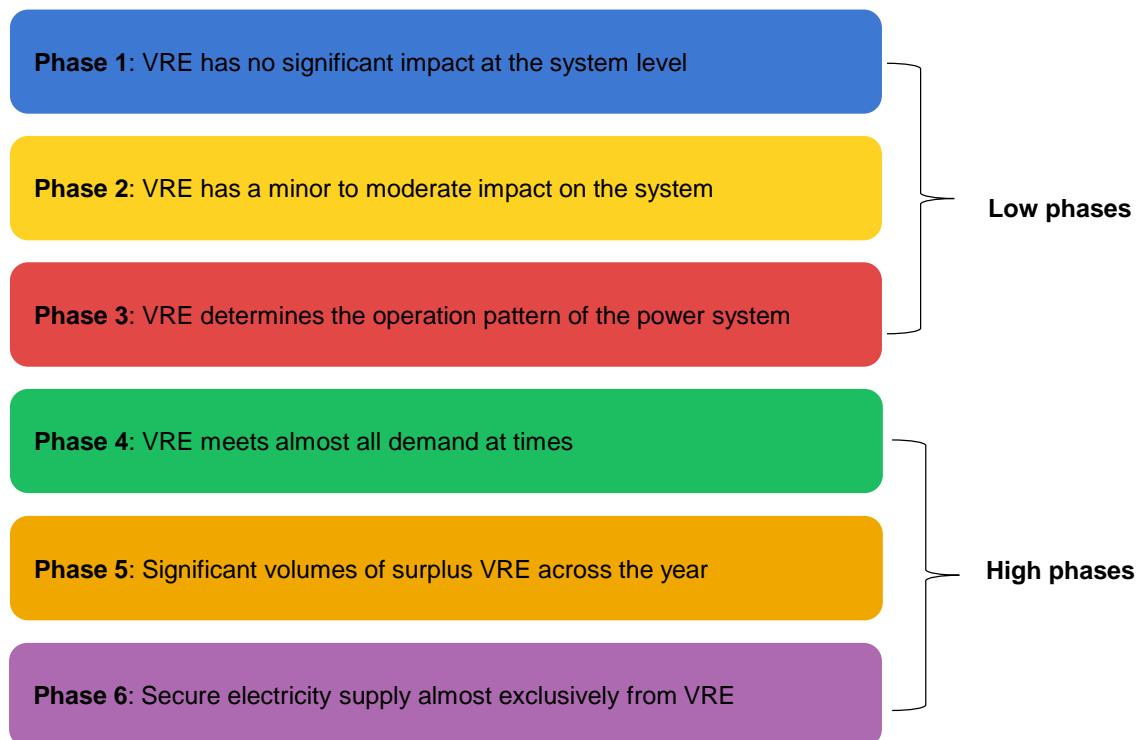 Phase 1: VRE has no significant impact at the system level
Phase 2: VRE has a minor to moderate impact on the system
Low phases
Phase 3: VRE determines the operation pattern of the power system
Phase 4: VRE meets almost all demand at times
Phase 5: Significant volumes of surplus VRE across the year
High phases
Phase 6: Secure electricity supply almost exclusively from VRE